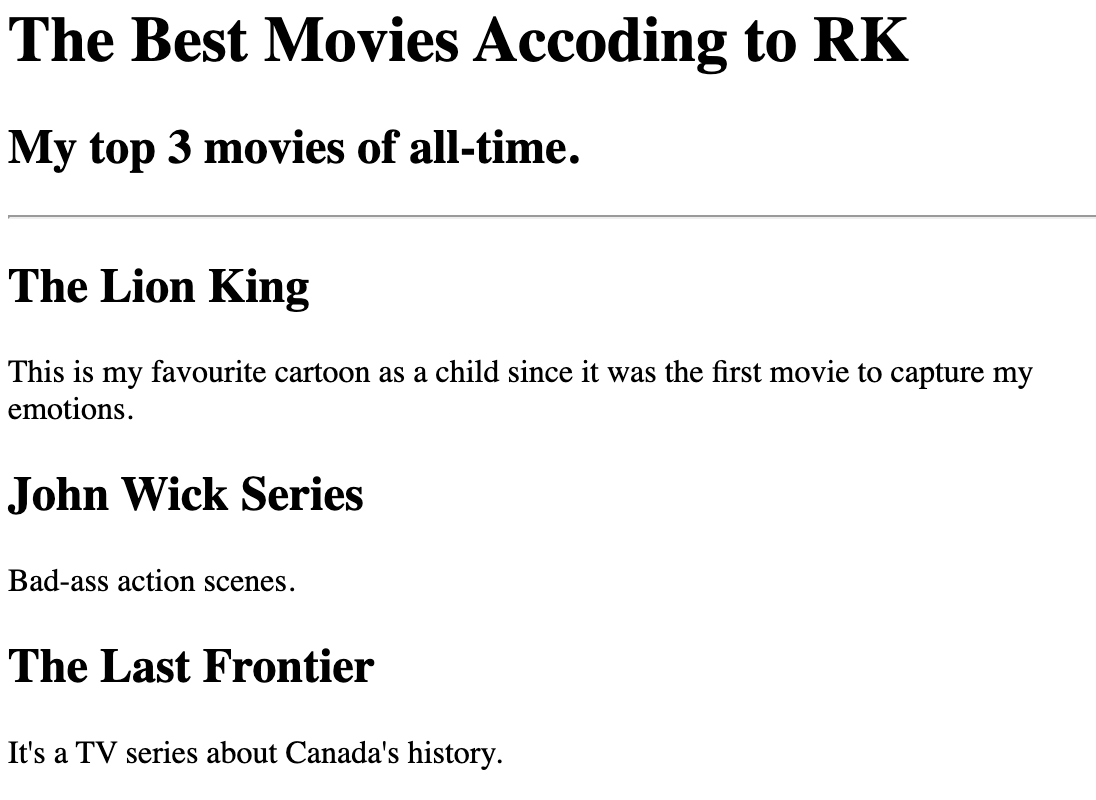 The Best Movies Accoding to RK
My top 3 movies of all-time.
The Lion King
This is my favourite cartoon as a child since it was the first movie to capture my
emotions.
John Wick Series
Bad-ass action scenes.
The Last Frontier
It's a TV series about Canada's history.